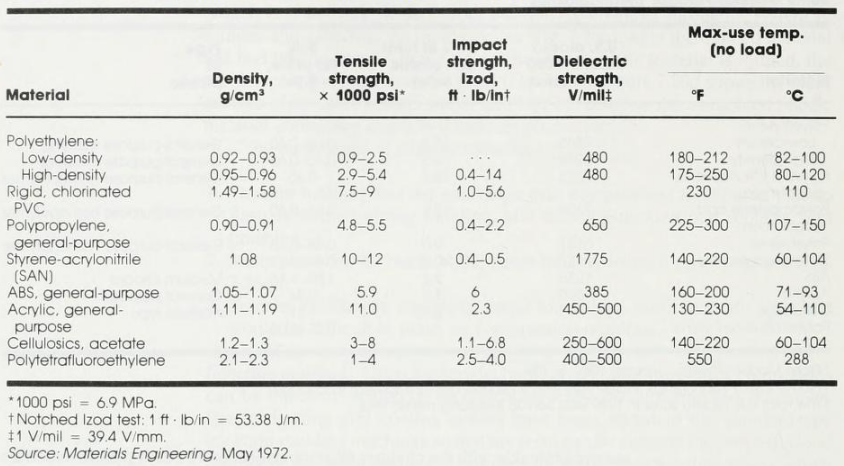 Max-use temp.
(no load)
Impact
Tensile strength, Dielectric
Density, strength, Izod, strength,
Material g/cm³ × 1000 psi* ft · lb/in† V/mil‡ °F °C
Polyethylene:
Low-density 0.92–0.93 0.9–2.5 . . . 480 180–212 82–100
High-density 0.95–0.96 2.9–5.4 0.4–14 480 175–250 80–120
Rigid, chlorinated 1.49–1.58 7.5–9 1.0–5.6 230 110
PVC
Polypropylene, 0.90–0.91 4.8–5.5 0.4–2.2 650 225–300 107–150
general-purpose
Styrene-acrylonitrile 1.08 10–12 0.4–0.5 1775 140–220 60–104
(SAN)
ABS, general-purpose 1.05–1.07 5.9 6 385 160–200 71–93
Acrylic, general- 1.11–1.19 11.0 2.3 450–500 130–230 54–110
purpose
Cellulosics, acetate 1.2–1.3 3–8 1.1–6.8 250–600 140–220 60–104
Polytetrafluoroethylene 2.1–2.3 1–4 2.5–4.0 400–500 550 288
*1000 psi = 6.9 MPa.
†Notched Izod test: 1 ft · lb/in = 53.38 J/m.
‡1 V/mil = 39.4 V/mm.
Source: Materials Engineering, May 1972.